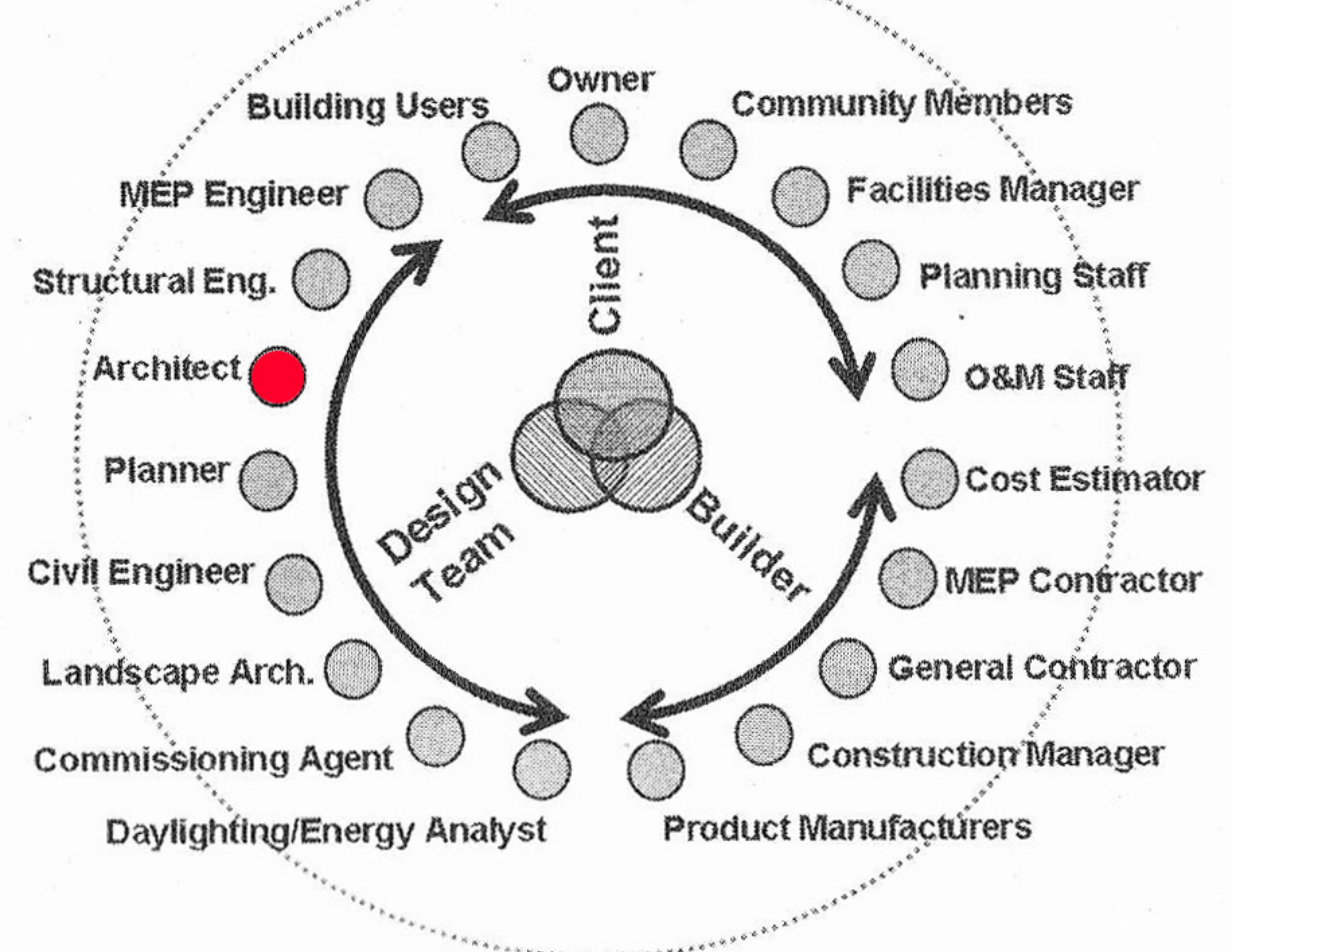 Owner
Building Users
Community Members
MEP Engineer
Facilities Manager
Structural Eng.
Planning Staff
Architect
O&M Staff
Planner
Cost Estimator
Civil Engineer
MEP Contractor
Landscape Arch.
General Contractor
Commissioning Agent
Construction Manager
Daylighting/Energy Analyst
Product Manufacturers
Client
Design
Team
Builder